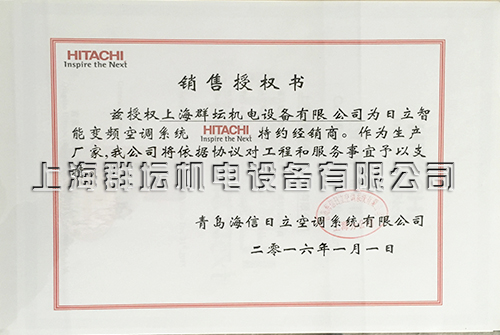 HITACHI
Inspire the Next
销售授权书
兹授权上海群坛机电设备有限公司为日立智
能变频空调系统 HITACHI 特约经销商。作为生产
Inspire the Next
厂家,我公司将依据协议对工程和服务事宜予以支
上海群坛机电设备有限公司
青岛海信日立空调系统有限公司
二零一六年一月一日